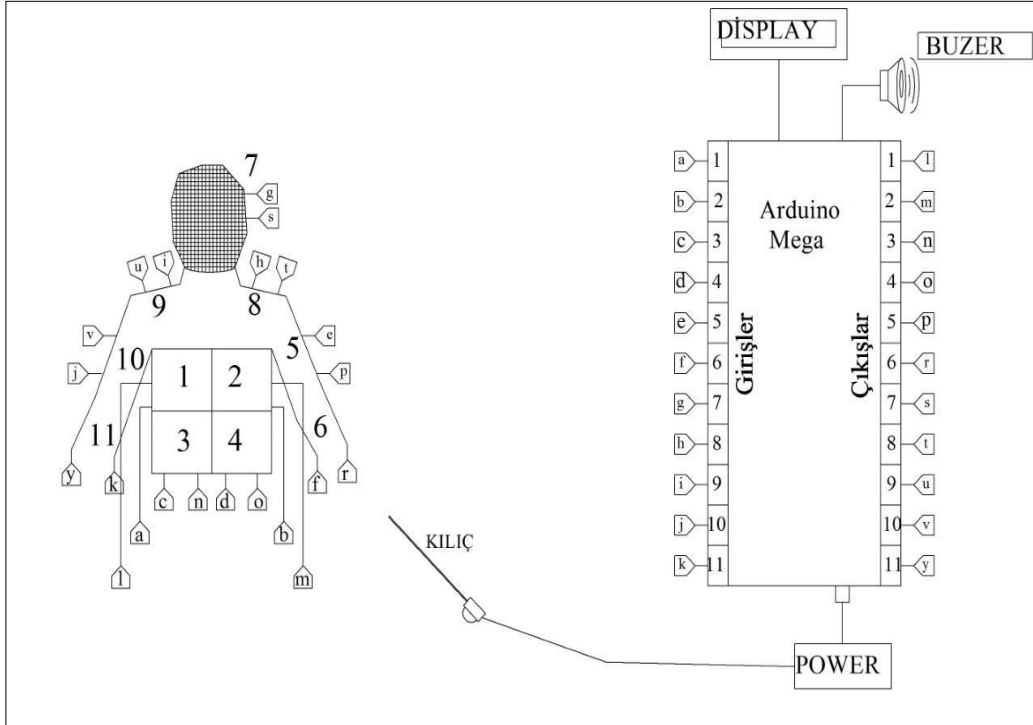 DİSPLAY
BUZER
7
g
s
u
i
h
t
9
8
v
e
j
p
10
5
1
2
11
3
4
6
y
k
c
n
d
o
f
r
a
b
l
m
KILIÇ
Arduino
Mega
Girişler
Çıkışlar
a 1
b 2
c 3
d 4
e 5
f 6
g 7
h 8
i 9
j 10
k 11
1 l
2 m
3 n
4 o
5 p
6 r
7 s
8 t
9 u
10 v
11 y
POWER